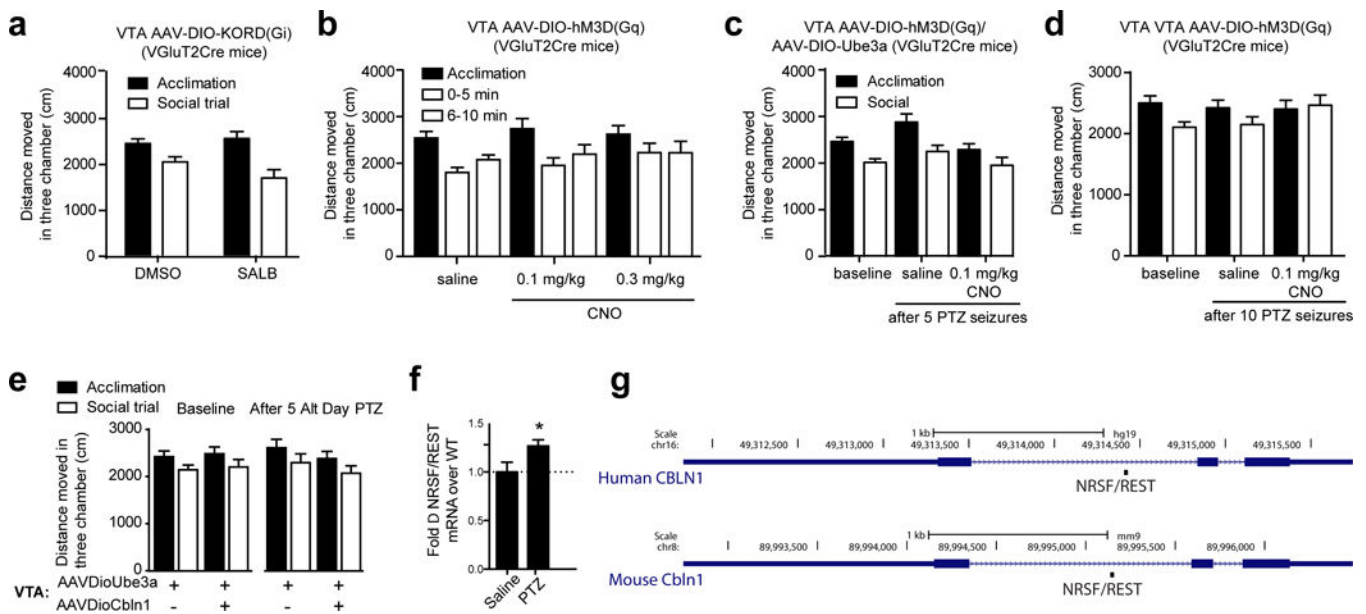 a
VTA AAV-DIO-KORD(Gi)
(VGluT2Cre mice)
Distance moved
in three chamber (cm)
4000
3000
2000
1000
0
Acclimation
Social trial
DMSO
SALB
b
VTA AAV-DIO-hM3D(Gq)
(VGluT2Cre mice)
Distance moved
in three chamber (cm)
4000
3000
2000
1000
0
Acclimation
0-5 min
6-10 min
saline
0.1 mg/kg
0.3 mg/kg
CNO
c
VTA AAV-DIO-hM3D(Gq)/
AAV-DIO-Ube3a (VGluT2Cre mice)
Distance moved
in three chamber (cm)
4000
3000
2000
1000
0
Acclimation
Social
baseline
saline
0.1 mg/kg
CNO
after 5 PTZ seizures
d
VTA VTA AAV-DIO-hM3D(Gq)
(VGluT2Cre mice)
Distance moved
in three chamber (cm)
3000
2000
1000
0
Acclimation
Social trial
baseline
saline
0.1 mg/kg
CNO
after 10 PTZ seizures
e
Acclimation
Social trial
Baseline
After 5 Alt Day PTZ
Distance moved in
three chamber (cm)
3000
2000
1000
0
VTA:
AAVDioUbe3a + + + +
AAVDioCbln1 - + - +
f
Fold D NRSF/REST
mRNA over WT
1.5
1.0
0.5
0.0
*
Saline
PTZ
g
Scale
1 kb
hg19
chr16:
49,312,500
49,313,000
49,313,500
49,314,000
49,314,500
49,315,000
49,315,500
Human CBLN1
NRSF/REST
Scale
1 kb
mm9
chr8:
89,993,500
89,994,000
89,994,500
89,995,000
89,995,500
89,996,000
Mouse Cbln1
NRSF/REST